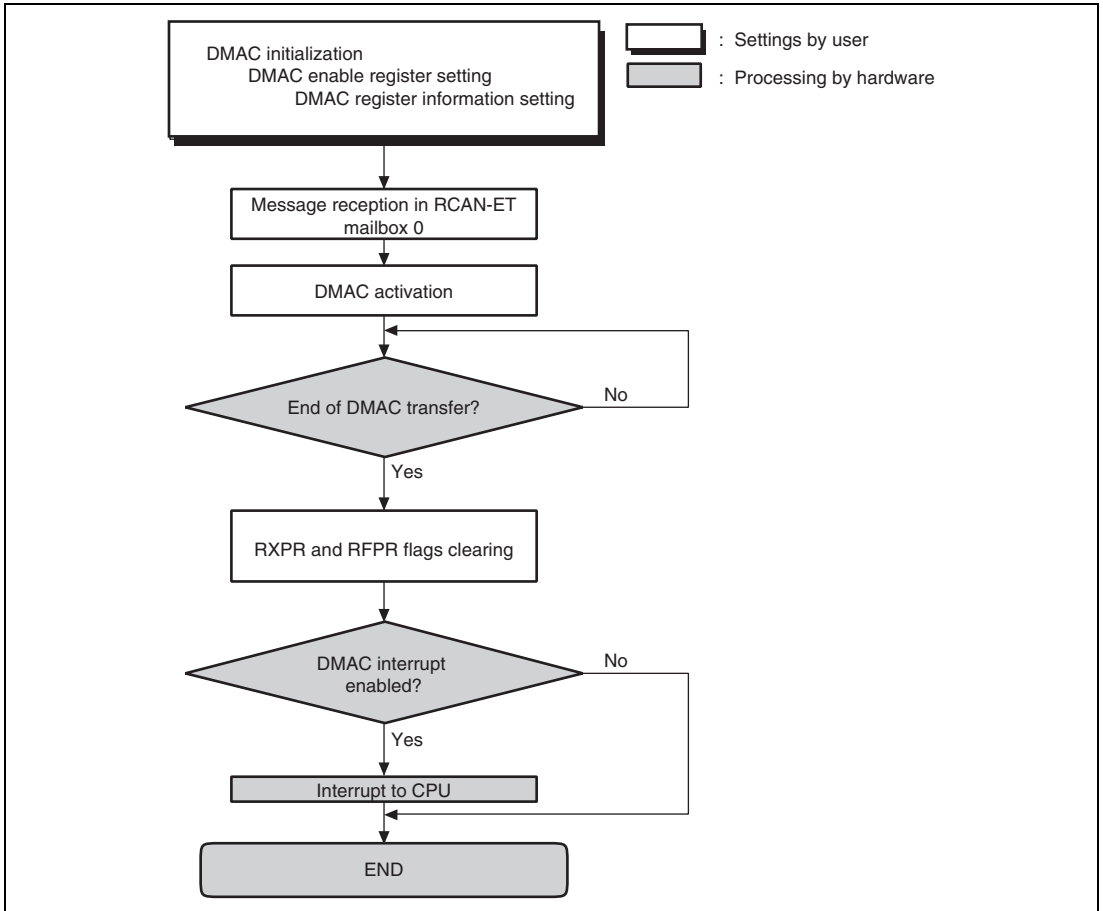 DMAC initialization
DMAC enable register setting
DMAC register information setting
: Settings by user
: Processing by hardware
Message reception in RCAN-ET
mailbox 0
DMAC activation
End of DMAC transfer?
No
Yes
RXPR and RFPR flags clearing
DMAC interrupt
enabled?
No
Yes
Interrupt to CPU
END